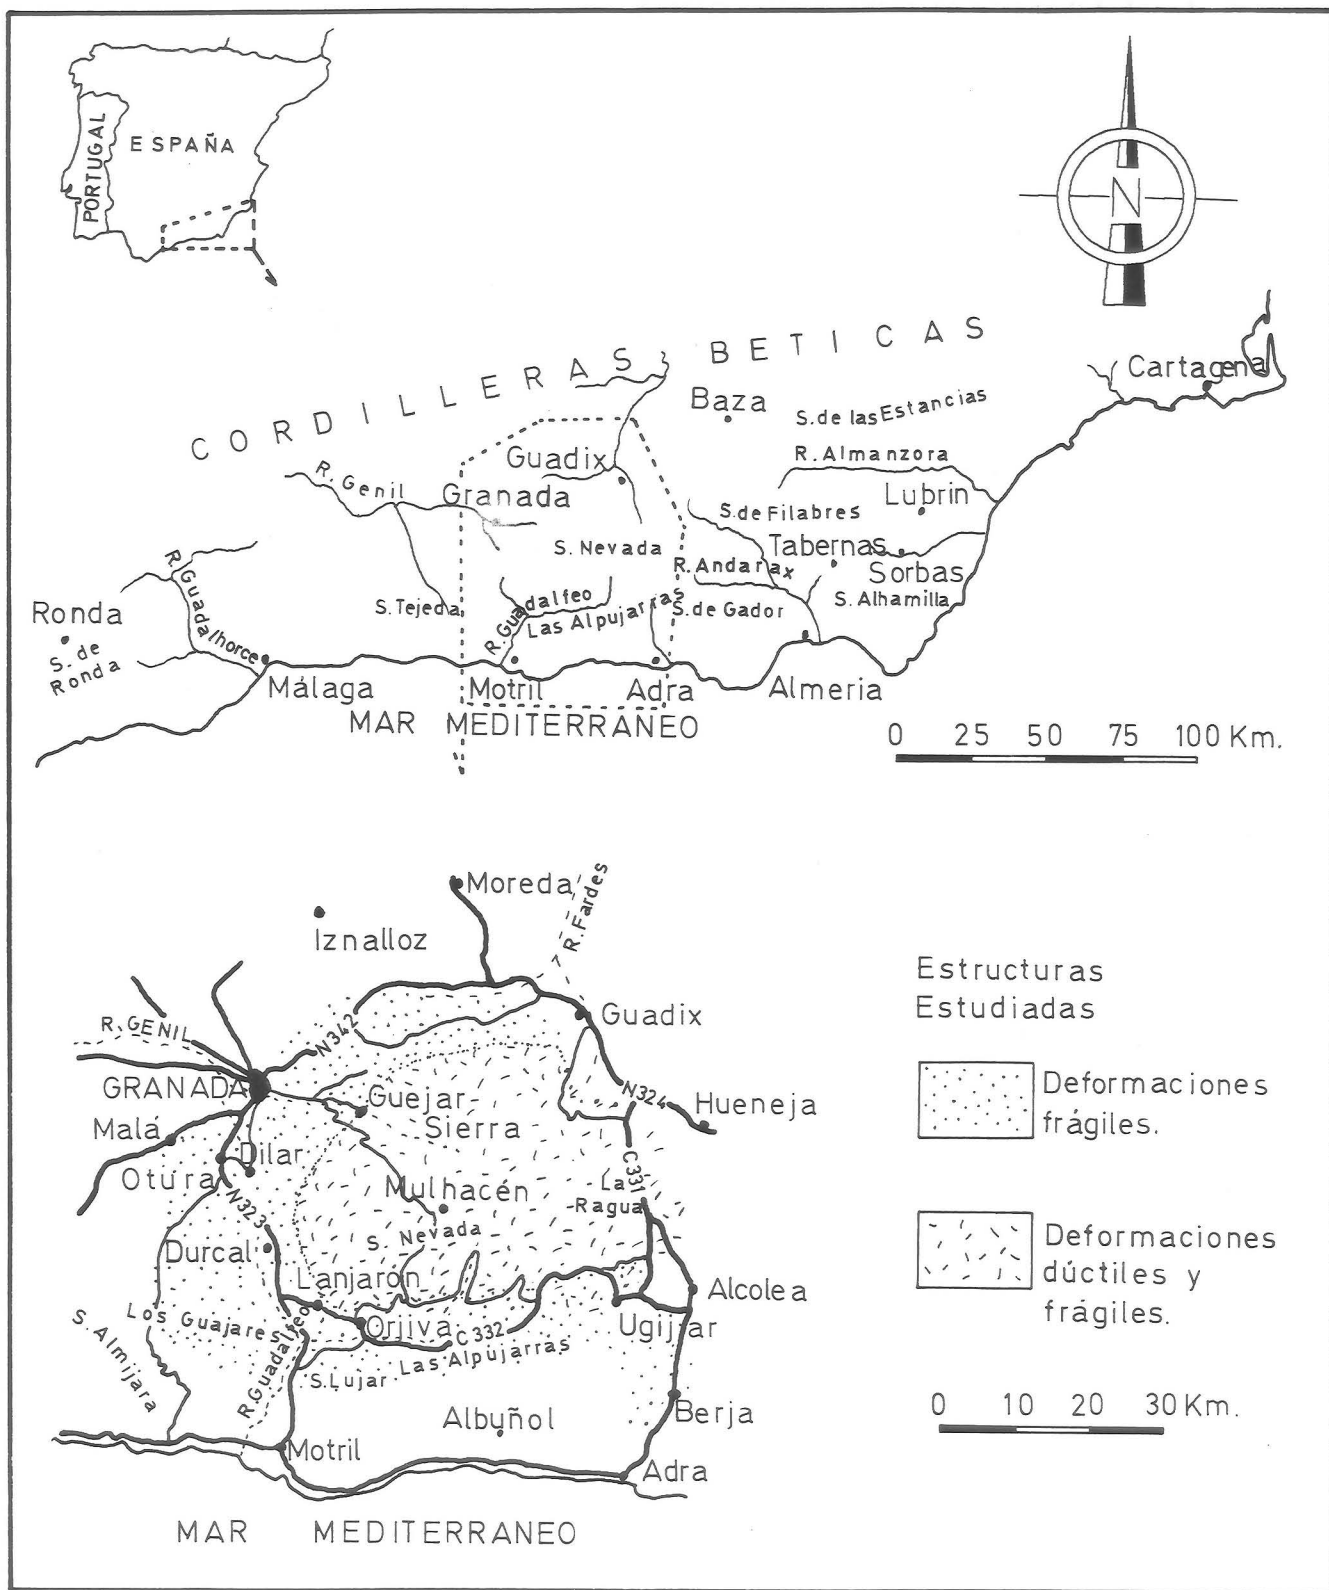 ESPAÑA
PORTUGAL
N
CORDILLERAS BETICAS
Cartagena
Baza
S. de las Estancias
R. Almanzora
Guadix
R. Genil
Granada
Lubrin
S. de Filabres
S. Nevada
Tabernas
R. Andarax
Sorbas
R. Guadalhorce
Ronda
S. Tejeda
R. Guadalfeo
Las Alpujarras
S. de Gador
S. Alhamilla
S. de
Ronda
Málaga
Motril
Adra
Almeria
MAR MEDITERRANEO
0 25 50 75 100 Km.
Moreda
R. Fardes
Iznalloz
Estructuras
Estudiadas
R. GENIL
N342
Guadix
GRANADA
Guejar-
Sierra
N324
Hueneja
Deformaciones
frágiles.
Malá
Dilar
Otura
N323
Mulhacén
C331
La
-Ragua
S. Nevada
Durcal
Lanjarón
Alcolea
Deformaciones
dúctiles y
frágiles.
Los Guajares
Orjiva
C 332
Ugijar
S. Almijara
R. Guadalfeo
Las Alpujarras
S. Lujar
Albuñol
Berja
0 10 20 30 Km.
Motril
Adra
MAR MEDITERRANEO